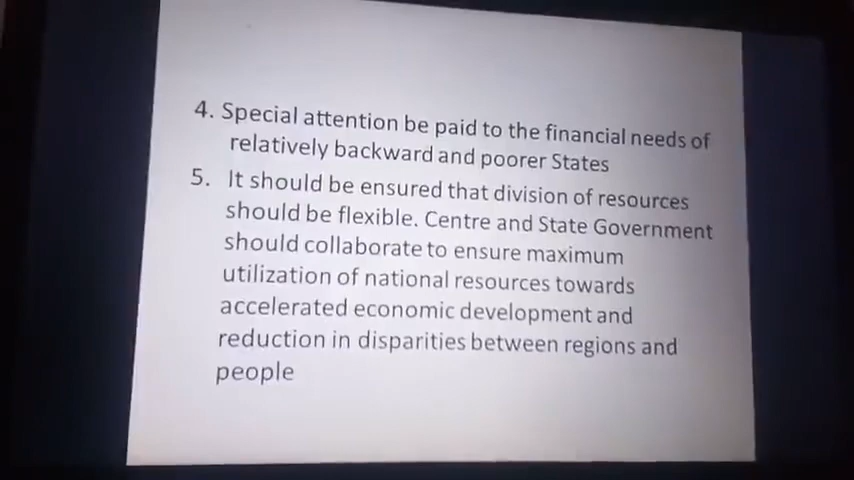 4. Special attention be paid to the financial needs of
relatively backward and poorer States
5. It should be ensured that division of resources
should be flexible. Centre and State Government
should collaborate to ensure maximum
utilization of national resources towards
accelerated economic development and
reduction in disparities between regions and
people